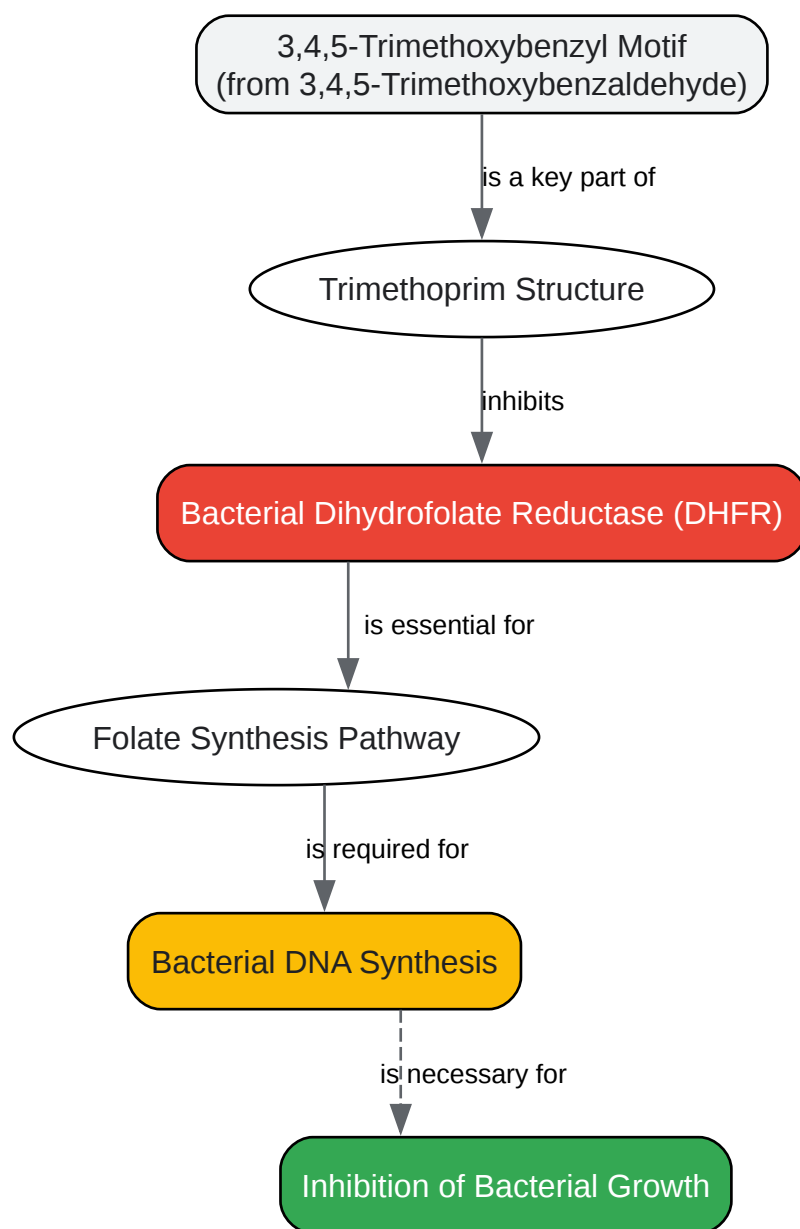 3,4,5-Trimethoxybenzyl Motif
(from 3,4,5-Trimethoxybenzaldehyde)
is a key part of
Trimethoprim Structure
inhibits
Bacterial Dihydrofolate Reductase (DHFR)
is essential for
Folate Synthesis Pathway
is required for
Bacterial DNA Synthesis
is necessary for
Inhibition of Bacterial Growth